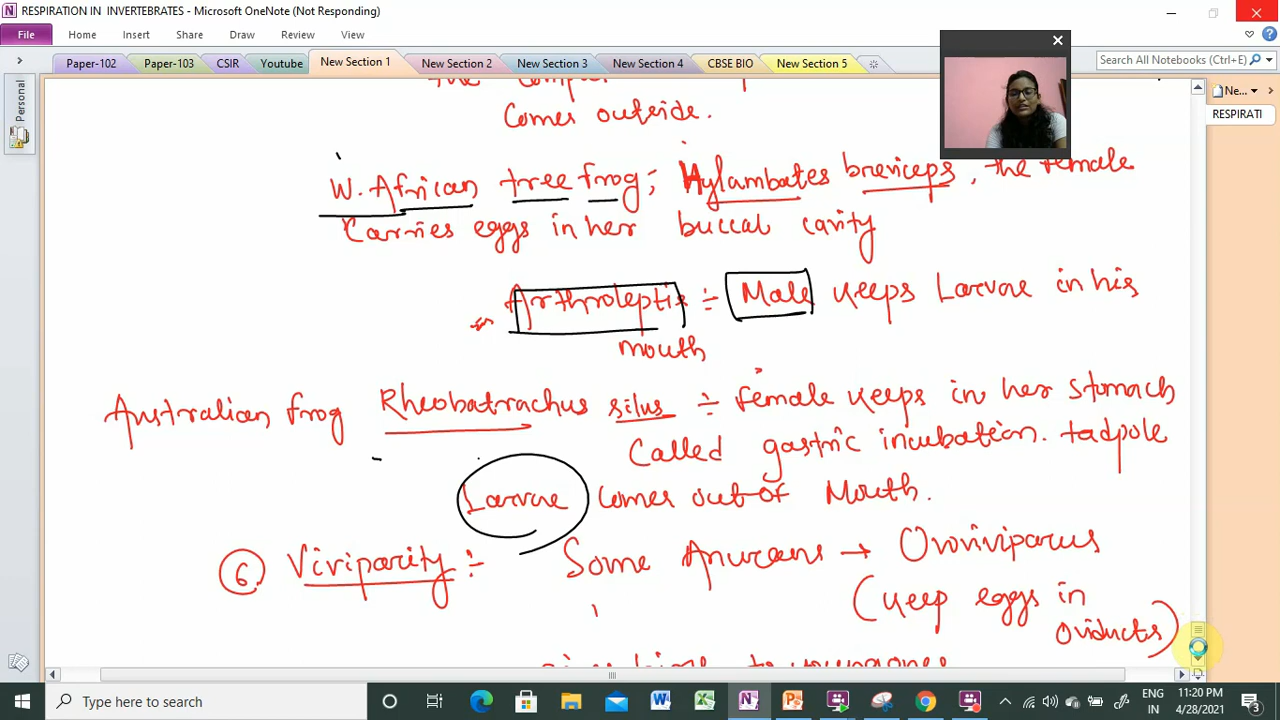 RESPIRATION IN INVERTEBRATES - Microsoft OneNote (Not Responding)
File Home Insert Share Draw Review View
Paper-102 Paper-103 CSIR Youtube New Section 1 New Section 2 New Section 3 New Section 4 CBSE BIO New Section 5
Search All Notebooks (Ctrl+E)
Personal
Ne...
RESPIRATI
comes outside.
W. African tree frog; Hylambates breviceps, the female
Carries eggs in her buccal cavity
Arthroleptis ÷ Male keeps Larvae in his
mouth
Australian frog Rheobatrachus silus ÷ female keeps in her stomach
Called gastric incubation. tadpole
Larvae comes out of Mouth.
6 Viviparity ÷ Some Anurans → Ovoviviparus
(keep eggs in
oviductes)
Type here to search
ENG
IN
11:20 PM
4/28/2021
3